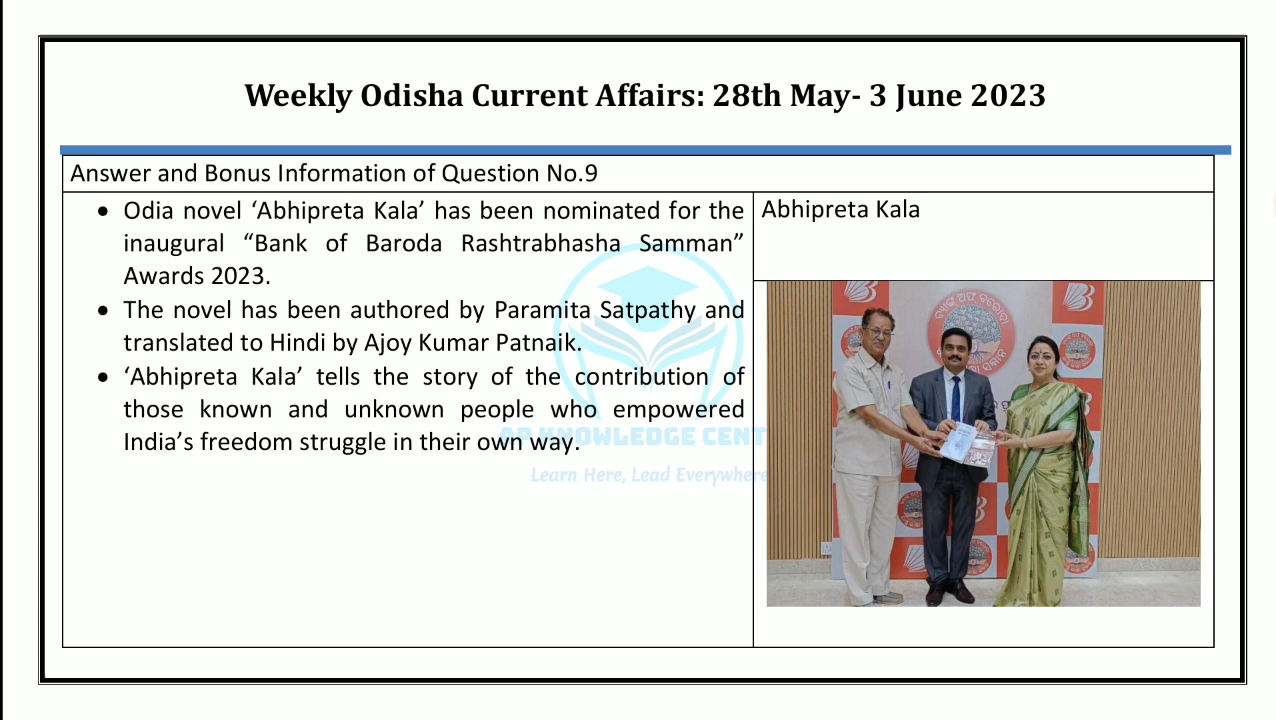 Weekly Odisha Current Affairs: 28th May- 3 June 2023
Answer and Bonus Information of Question No.9
• Odia novel ‘Abhipreta Kala’ has been nominated for the
inaugural “Bank of Baroda Rashtrabhasha Samman”
Awards 2023.
• The novel has been authored by Paramita Satpathy and
translated to Hindi by Ajoy Kumar Patnaik.
• ‘Abhipreta Kala’ tells the story of the contribution of
those known and unknown people who empowered
India’s freedom struggle in their own way.
KNOWLEDGE CENT
Learn Here, Lead Everywhere
Abhipreta Kala
ବ୍ୟାଙ୍କ ଅଫ୍ ବରୋଦା